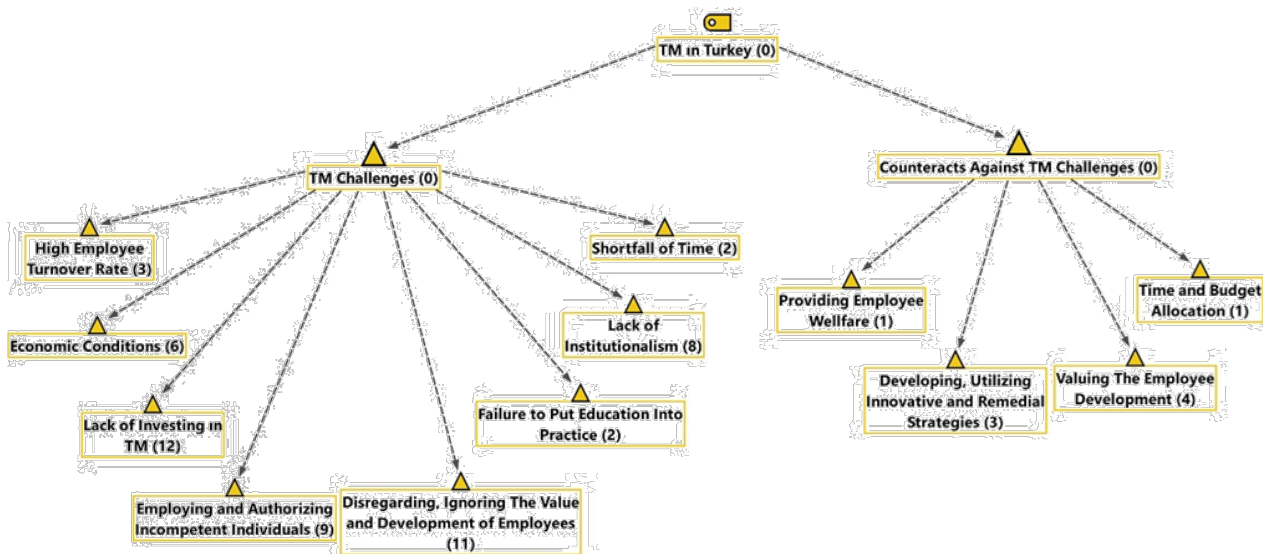 TM ın Turkey (0)
TM Challenges (0)
Counteracts Against TM Challenges (0)
High Employee
Turnover Rate (3)
Shortfall of Time (2)
Economic Conditions (6)
Lack of
Institutionalism (8)
Lack of Investing ın
TM (12)
Failure to Put Education Into
Practice (2)
Employing and Authorizing
Incompetent Individuals (9)
Disregarding, Ignoring The Value
and Development of Employees
(11)
Providing Employee
Wellfare (1)
Time and Budget
Allocation (1)
Developing, Utilizing
Innovative and Remedial
Strategies (3)
Valuing The Employee
Development (4)